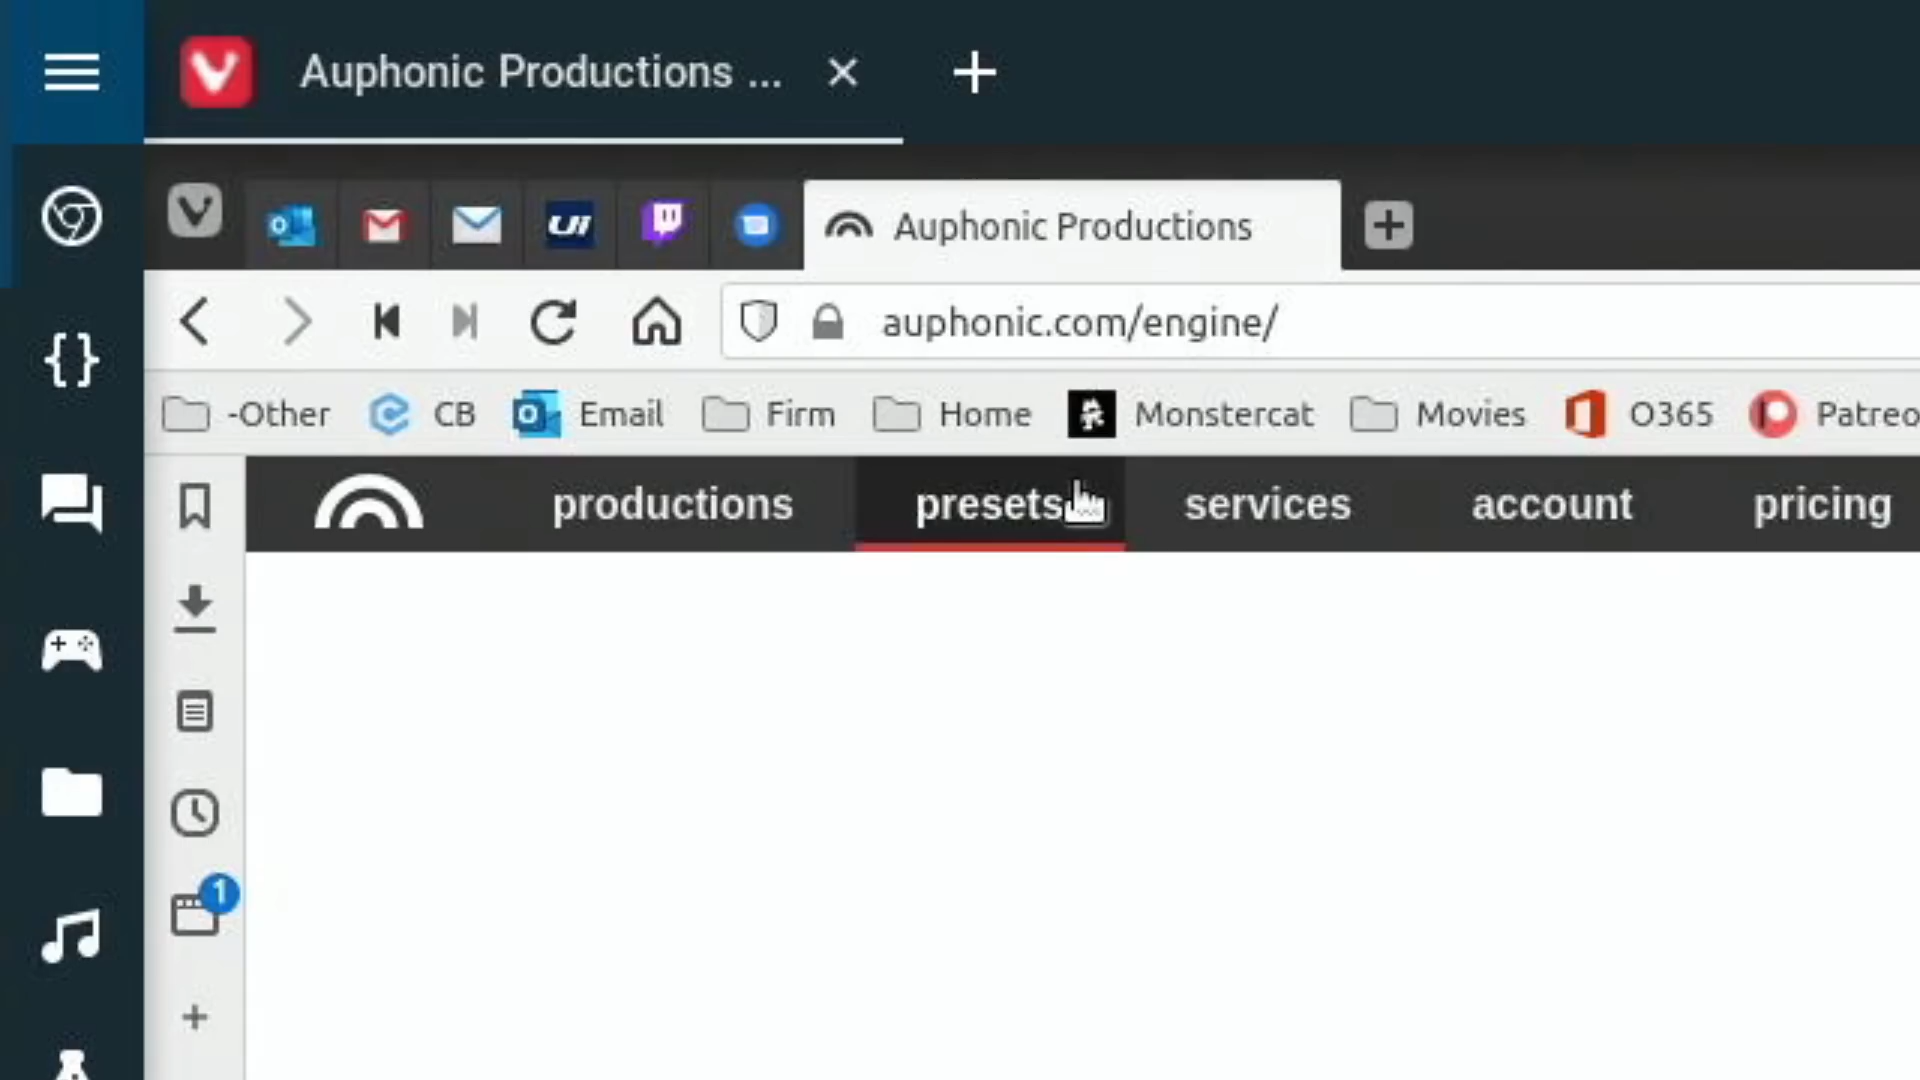 Auphonic Productions ...
UI
Auphonic Productions
auphonic.com/engine/
-Other CB Email Firm Home Monstercat Movies O365 Patreo
productions presets services account pricing
1